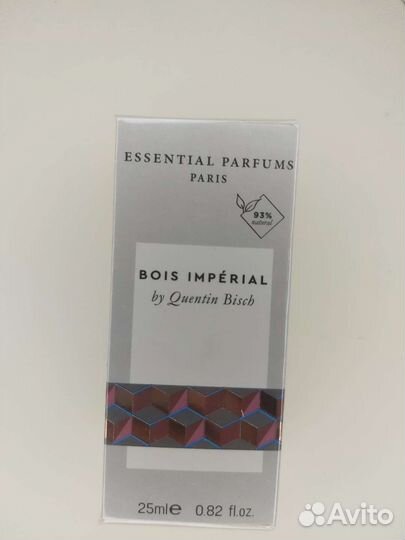 ESSENTIAL PARFUMS
PARIS
93%
natural
BOIS IMPÉRIAL
by Quentin Bisch
25ml℮ 0.82 fl.oz.
Avito